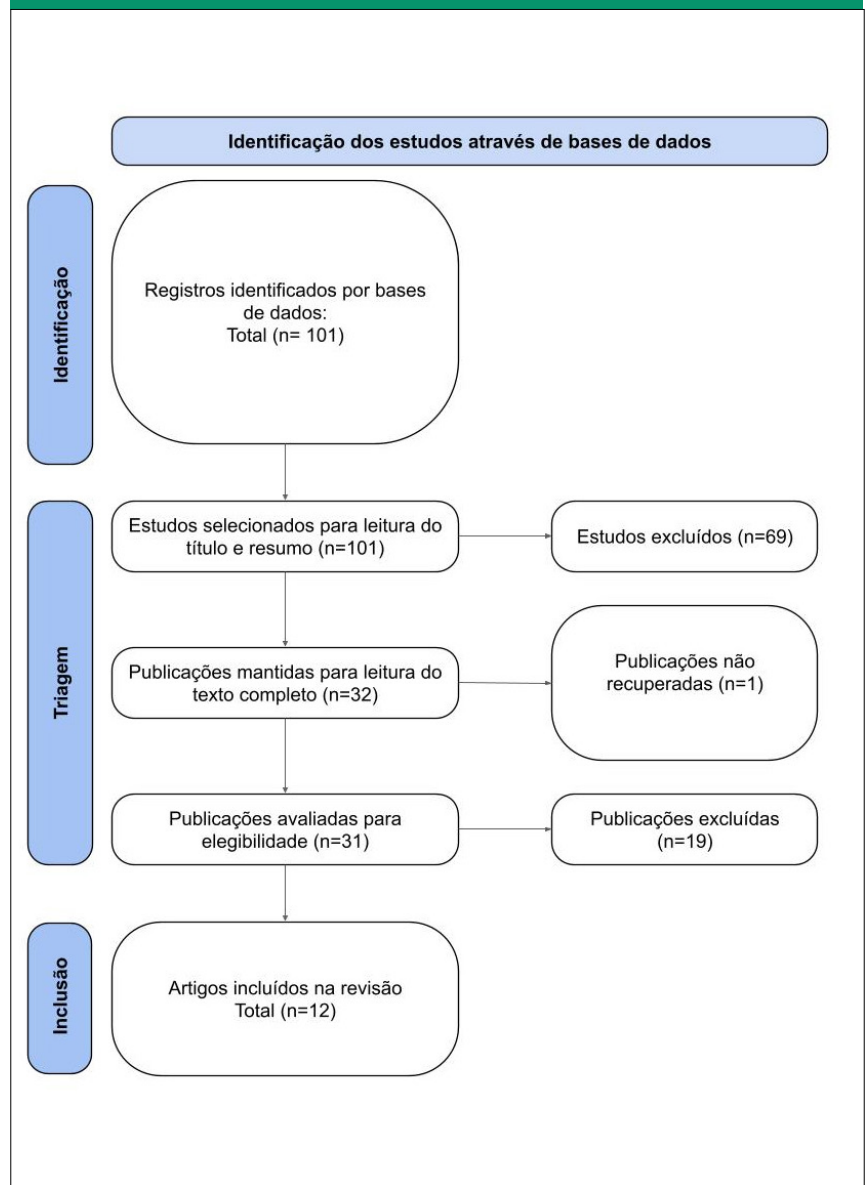 Identificação dos estudos através de bases de dados
Identificação
Registros identificados por bases
de dados:
Total (n= 101)
Triagem
Estudos selecionados para leitura do
título e resumo (n=101)
Estudos excluídos (n=69)
Publicações mantidas para leitura do
texto completo (n=32)
Publicações não
recuperadas (n=1)
Publicações avaliadas para
elegibilidade (n=31)
Publicações excluídas
(n=19)
Inclusão
Artigos incluídos na revisão
Total (n=12)